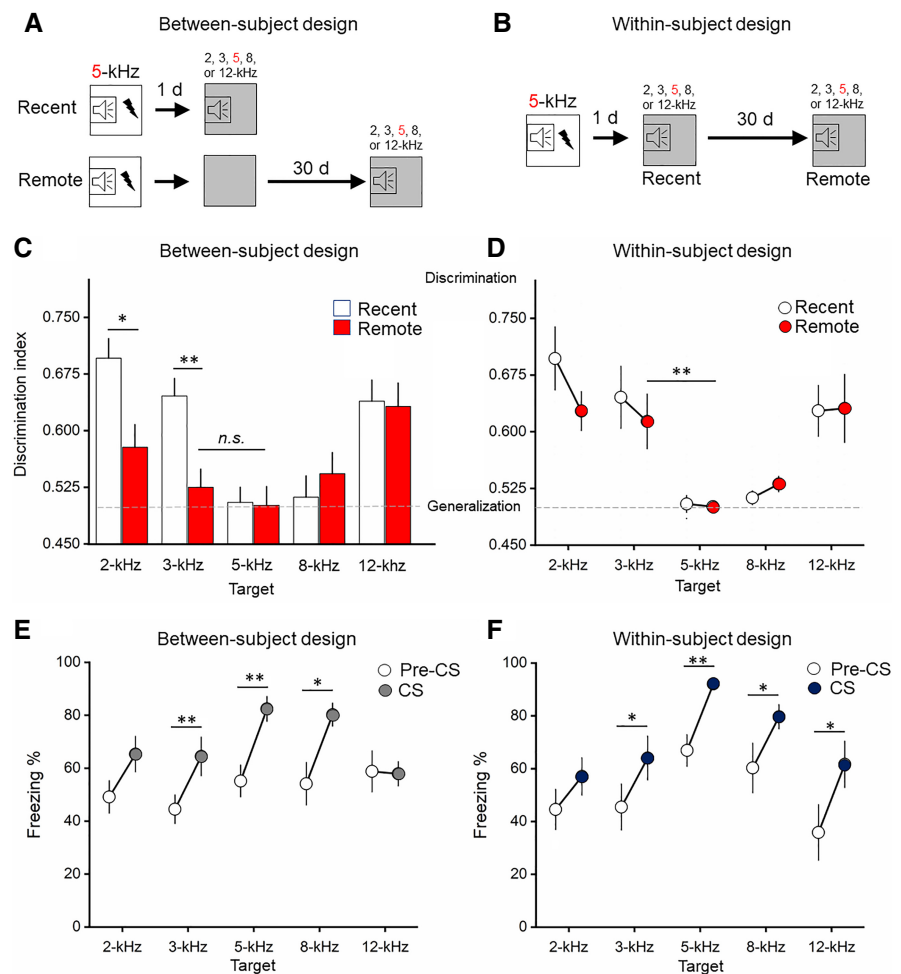 A
Between-subject design
5-kHz
1 d
2, 3, 5, 8,
or 12-kHz
Recent
Remote
30 d
2, 3, 5, 8,
or 12-kHz
B
Within-subject design
5-kHz
1 d
2, 3, 5, 8,
or 12-kHz
Recent
30 d
2, 3, 5, 8,
or 12-kHz
Remote
C
Between-subject design
Discrimination index
0.750
0.675
0.600
0.525
0.450
*
**
n.s.
Recent
Remote
2-kHz
3-kHz
5-kHz
8-kHz
12-khz
Target
D
Within-subject design
Discrimination
Generalization
0.750
0.675
0.600
0.525
0.450
**
Recent
Remote
2-kHz
3-kHz
5-kHz
8-kHz
12-kHz
Target
E
Between-subject design
Freezing %
100
80
60
40
20
0
**
**
*
Pre-CS
CS
2-kHz
3-kHz
5-kHz
8-kHz
12-kHz
Target
F
Within-subject design
Freezing %
100
80
60
40
20
0
*
**
*
*
Pre-CS
CS
2-kHz
3-kHz
5-kHz
8-kHz
12-kHz
Target